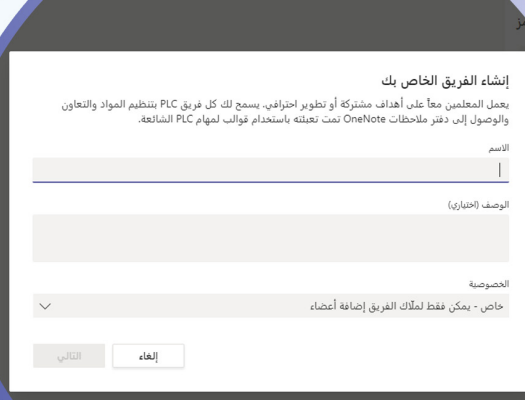 إنشاء الفريق الخاص بك
يعمل المعلمين معاً على أهداف مشتركة أو تطوير احترافي. يسمح لك كل فريق PLC بتنظيم المواد والتعاون
والوصول إلى دفتر ملاحظات OneNote تمت تعبئته باستخدام قوالب لمهام PLC الشائعة.
الاسم
الوصف (اختياري)
الخصوصية
خاص - يمكن فقط لملّاك الفريق إضافة أعضاء
إلغاء
التالي